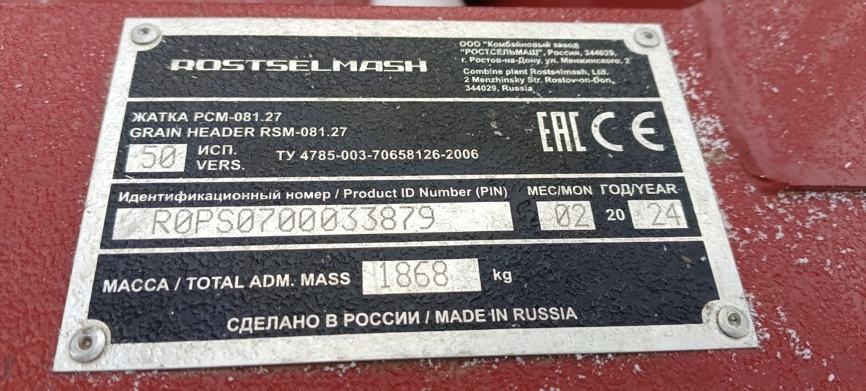 ROSTSELMASH
ООО "Комбайновый завод
"РОСТСЕЛЬМАШ", Россия, 344029,
г. Ростов-на-Дону, ул. Менжинского, 2
Combine plant Rostselmash, Ltd.
2 Menzhinsky Str. Rostov-on-Don,
344029, Russia
ЖАТКА РСМ-081.27
GRAIN HEADER RSM-081.27
EAC CE
50 ИСП.
VERS.
ТУ 4785-003-70658126-2006
Идентификационный номер / Product ID Number (PIN) МЕС/MON ГОД/YEAR
R0PS0700033879 02 20 24
МАССА / TOTAL ADM. MASS 1868 kg
СДЕЛАНО В РОССИИ / MADE IN RUSSIA